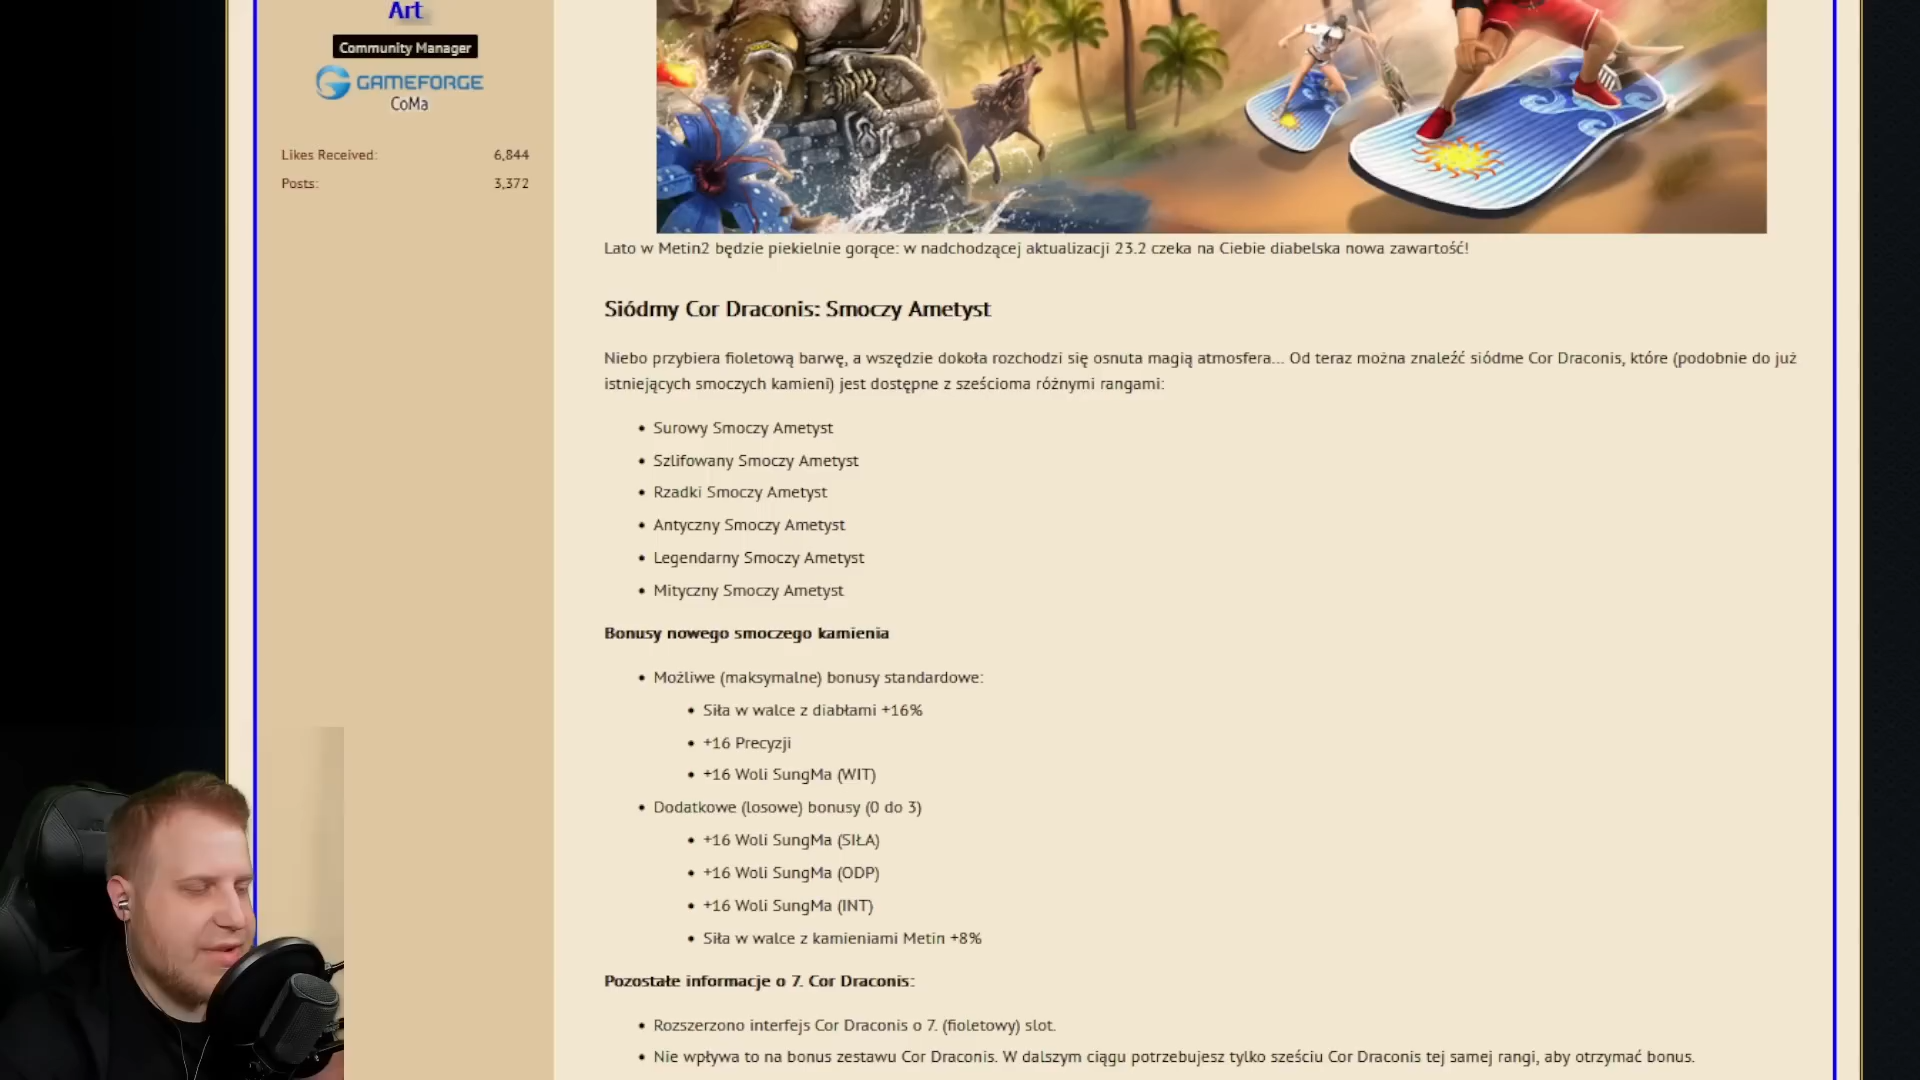 Art
Community Manager
GAMEFORGE
CoMa
Likes Received: 6,844
Posts: 3,372
Lato w Metin2 będzie piekielnie gorące: w nadchodzącej aktualizacji 23.2 czeka na Ciebie diabelska nowa zawartość!
Siódmy Cor Draconis: Smoczy Ametyst
Niebo przybiera fioletową barwę, a wszędzie dokoła rozchodzi się osnuta magią atmosfera... Od teraz można znaleźć siódme Cor Draconis, które (podobnie do już
istniejących smoczych kamieni) jest dostępne z sześcioma różnymi rangami:
• Surowy Smoczy Ametyst
• Szlifowany Smoczy Ametyst
• Rzadki Smoczy Ametyst
• Antyczny Smoczy Ametyst
• Legendarny Smoczy Ametyst
• Mityczny Smoczy Ametyst
Bonusy nowego smoczego kamienia
• Możliwe (maksymalne) bonusy standardowe:
• Siła w walce z diabłami +16%
• +16 Precyzji
• +16 Woli SungMa (WIT)
• Dodatkowe (losowe) bonusy (0 do 3)
• +16 Woli SungMa (SIŁA)
• +16 Woli SungMa (ODP)
• +16 Woli SungMa (INT)
• Siła w walce z kamieniami Metin +8%
Pozostałe informacje o 7. Cor Draconis:
• Rozszerzono interfejs Cor Draconis o 7. (fioletowy) slot.
• Nie wpływa to na bonus zestawu Cor Draconis. W dalszym ciągu potrzebujesz tylko sześciu Cor Draconis tej samej rangi, aby otrzymać bonus.